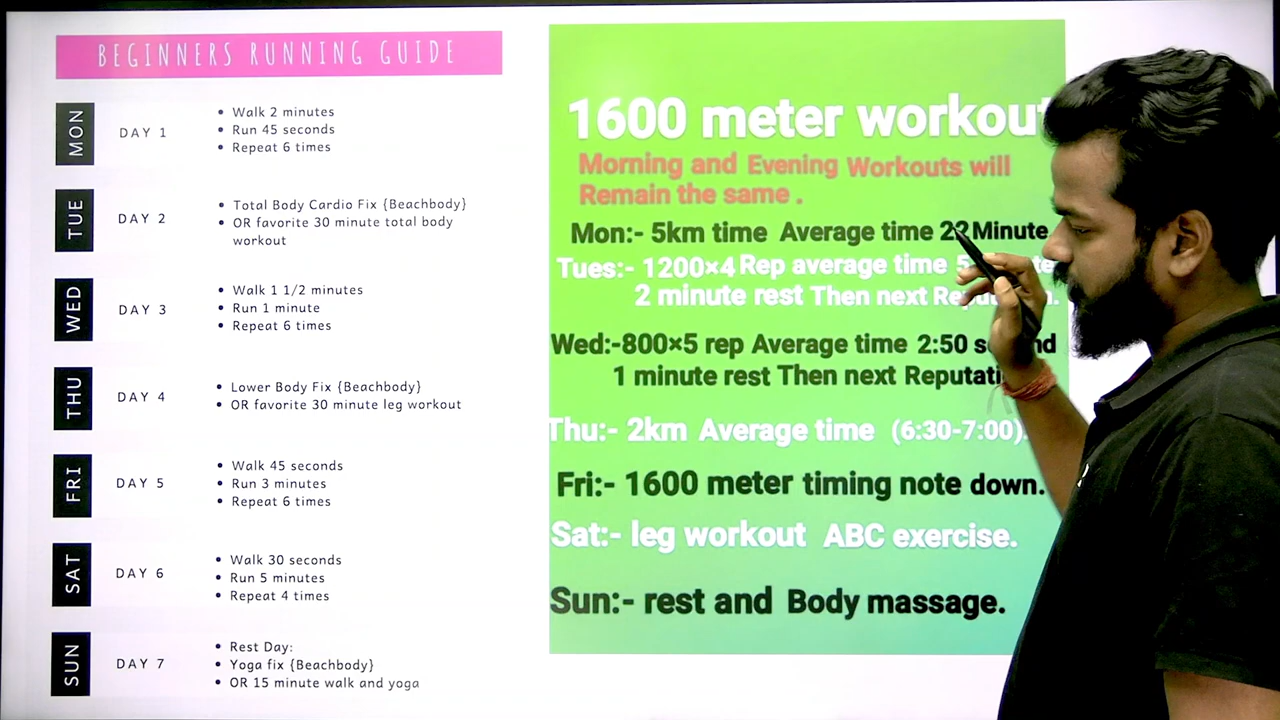 BEGINNERS RUNNING GUIDE
MON
DAY 1
• Walk 2 minutes
• Run 45 seconds
• Repeat 6 times
TUE
DAY 2
• Total Body Cardio Fix {Beachbody}
• OR favorite 30 minute total body
workout
WED
DAY 3
• Walk 1 1/2 minutes
• Run 1 minute
• Repeat 6 times
THU
DAY 4
• Lower Body Fix {Beachbody}
• OR favorite 30 minute leg workout
FRI
DAY 5
• Walk 45 seconds
• Run 3 minutes
• Repeat 6 times
SAT
DAY 6
• Walk 30 seconds
• Run 5 minutes
• Repeat 4 times
SUN
DAY 7
• Rest Day:
• Yoga fix {Beachbody}
• OR 15 minute walk and yoga
1600 meter workout
Morning and Evening Workouts will
Remain the same .
Mon:- 5km time Average time 22 Minute
Tues:- 1200×4 Rep average time
2 minute rest Then next
Wed:-800×5 rep Average time 2:50
1 minute rest Then next
Thu:- 2km Average time (6:30-7:00).
Fri:- 1600 meter timing note down.
Sat:- leg workout ABC exercise.
Sun:- rest and Body massage.